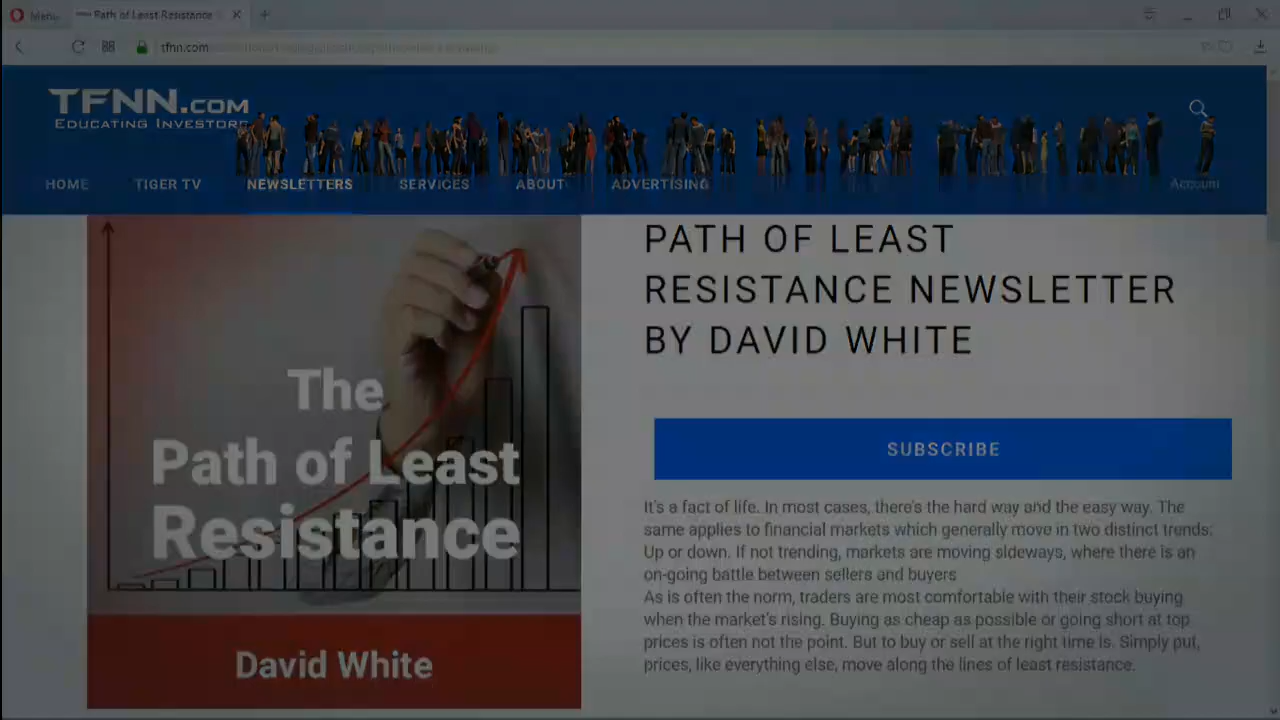 Menu
Path of Least Resistance
tfnn.com
TFNN.COM
EDUCATING INVESTORS
HOME
TIGER TV
NEWSLETTERS
SERVICES
ABOUT
ADVERTISING
Account
PATH OF LEAST
RESISTANCE NEWSLETTER
BY DAVID WHITE
The
Path of Least
Resistance
David White
SUBSCRIBE
It's a fact of life. In most cases, there's the hard way and the easy way. The
same applies to financial markets which generally move in two distinct trends:
Up or down. If not trending, markets are moving sideways, where there is an
on-going battle between sellers and buyers
As is often the norm, traders are most comfortable with their stock buying
when the market's rising. Buying as cheap as possible or going short at top
prices is often not the point. But to buy or sell at the right time is. Simply put,
prices, like everything else, move along the lines of least resistance.